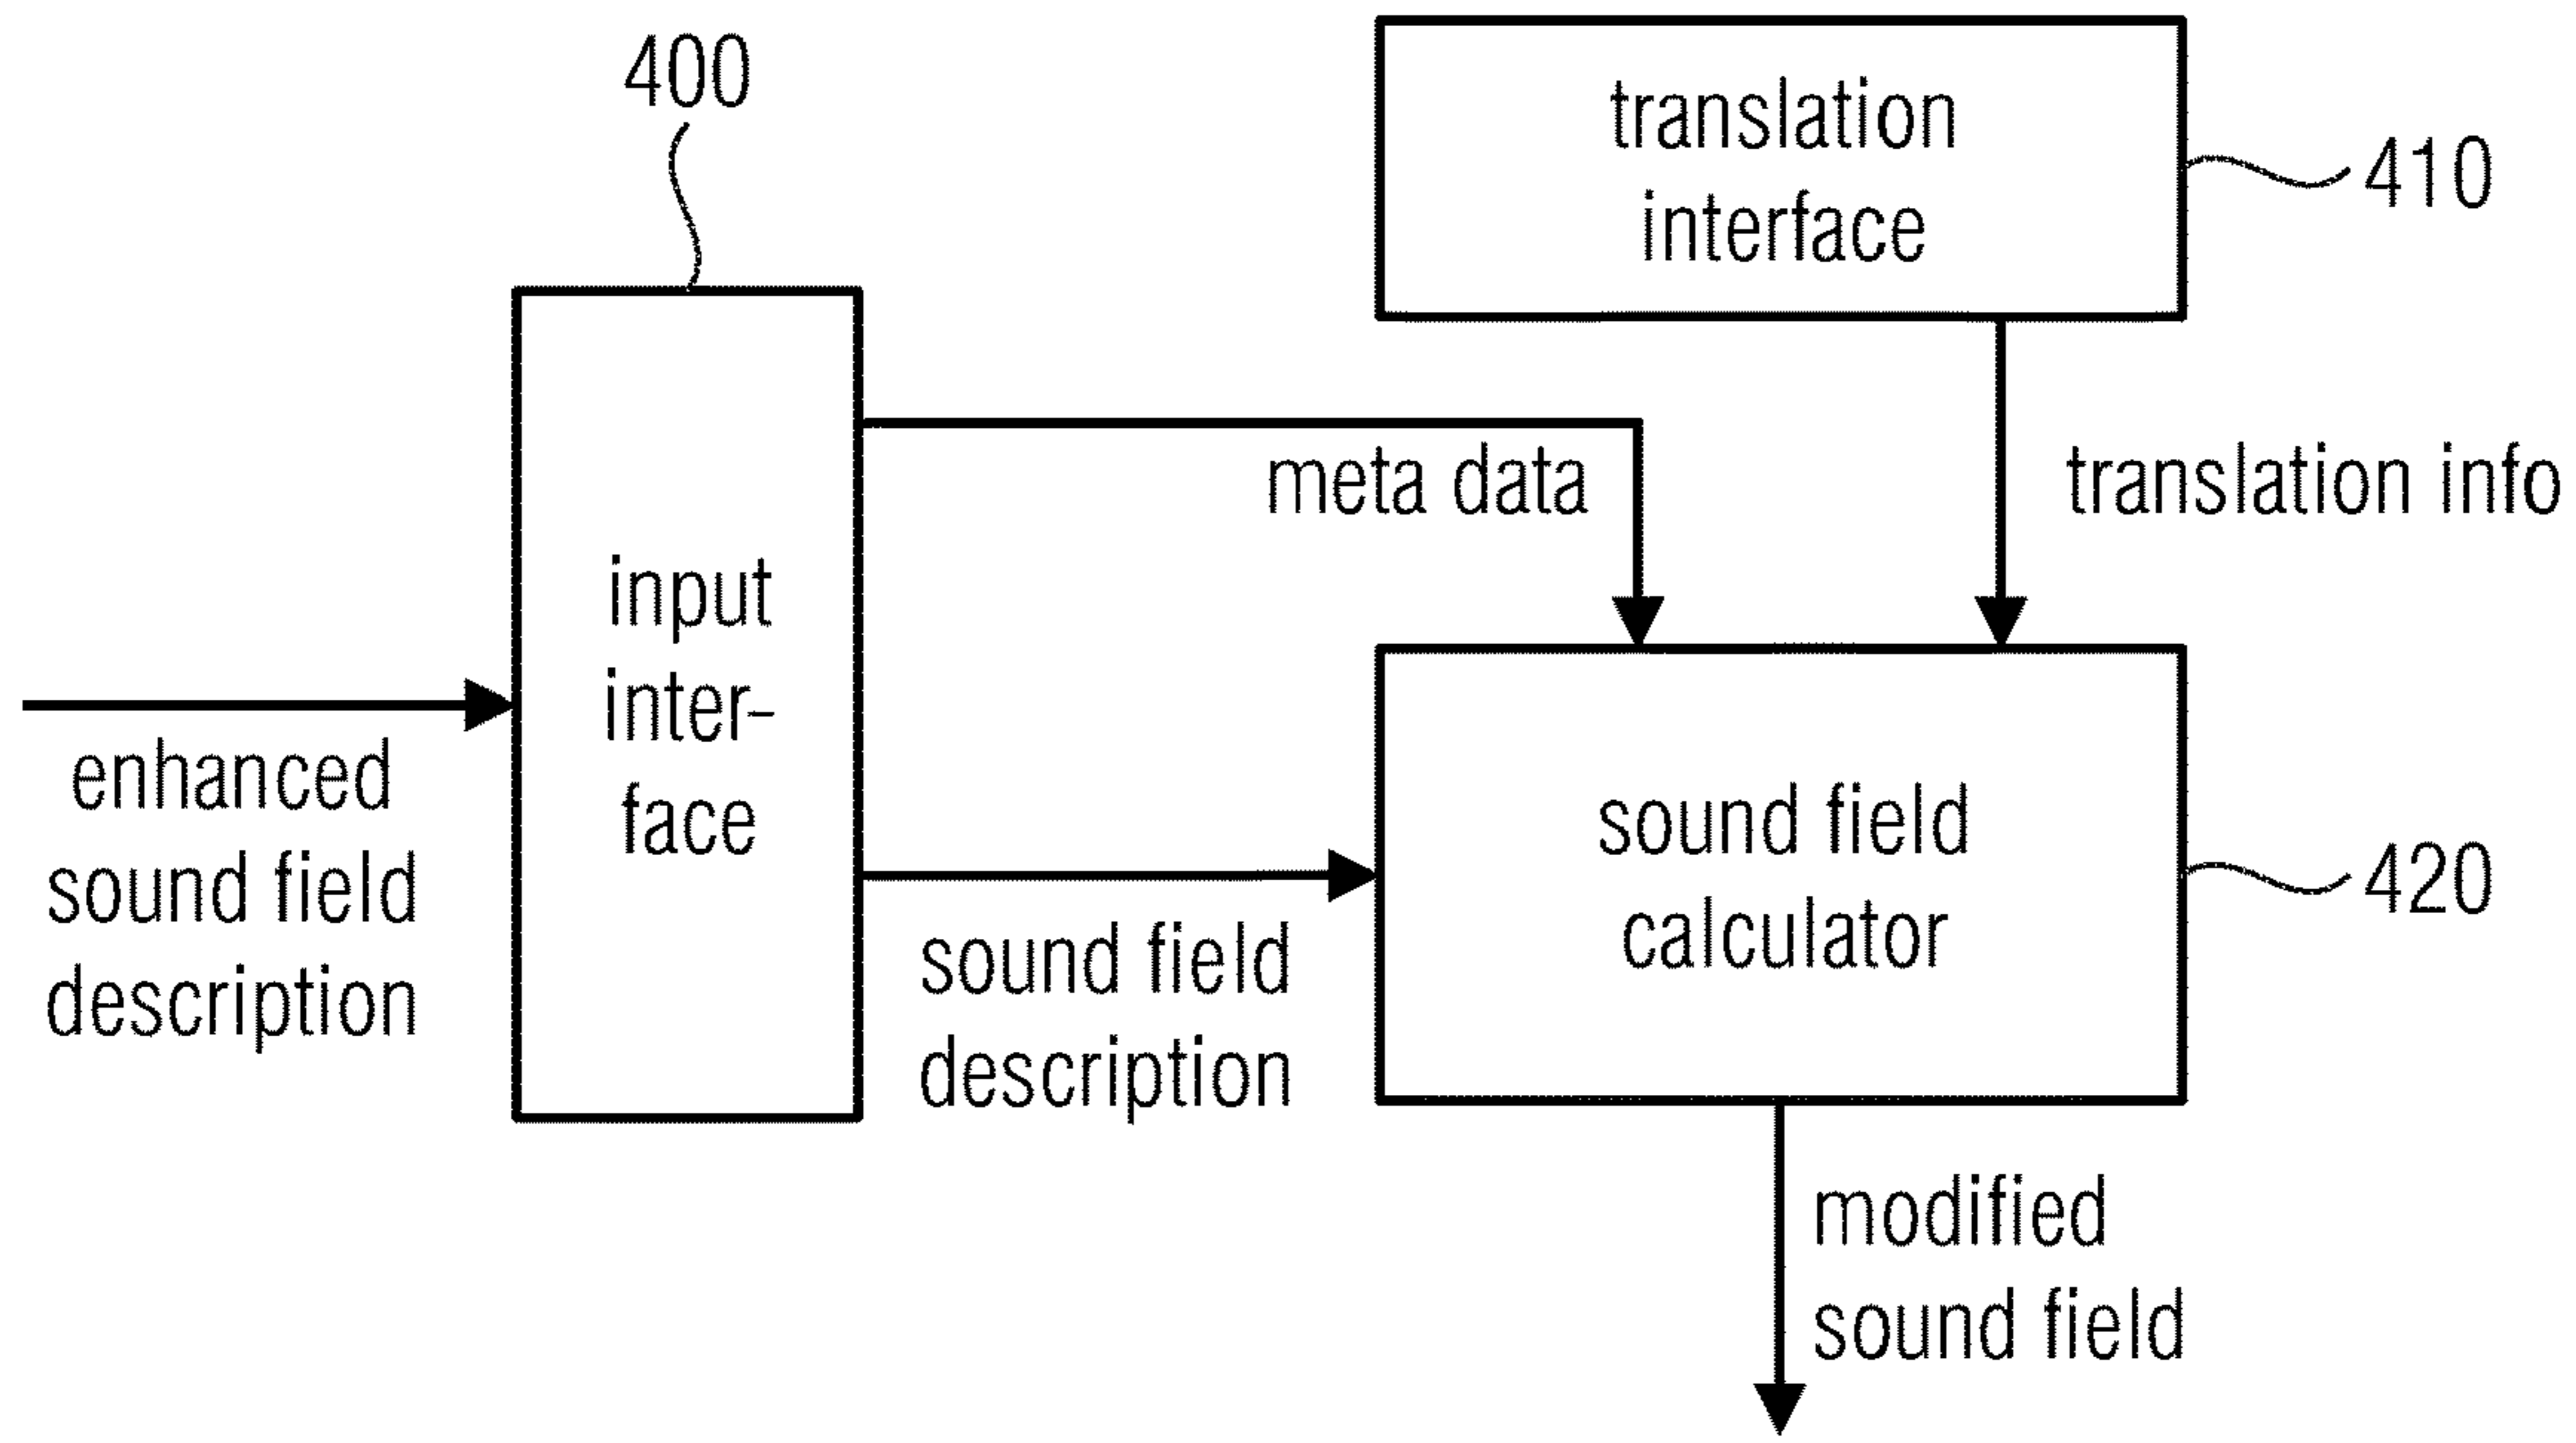 400
translation
interface
410
meta data
translation info
input
inter-
face
enhanced
sound field
description
sound field
description
sound field
calculator
420
modified
sound field